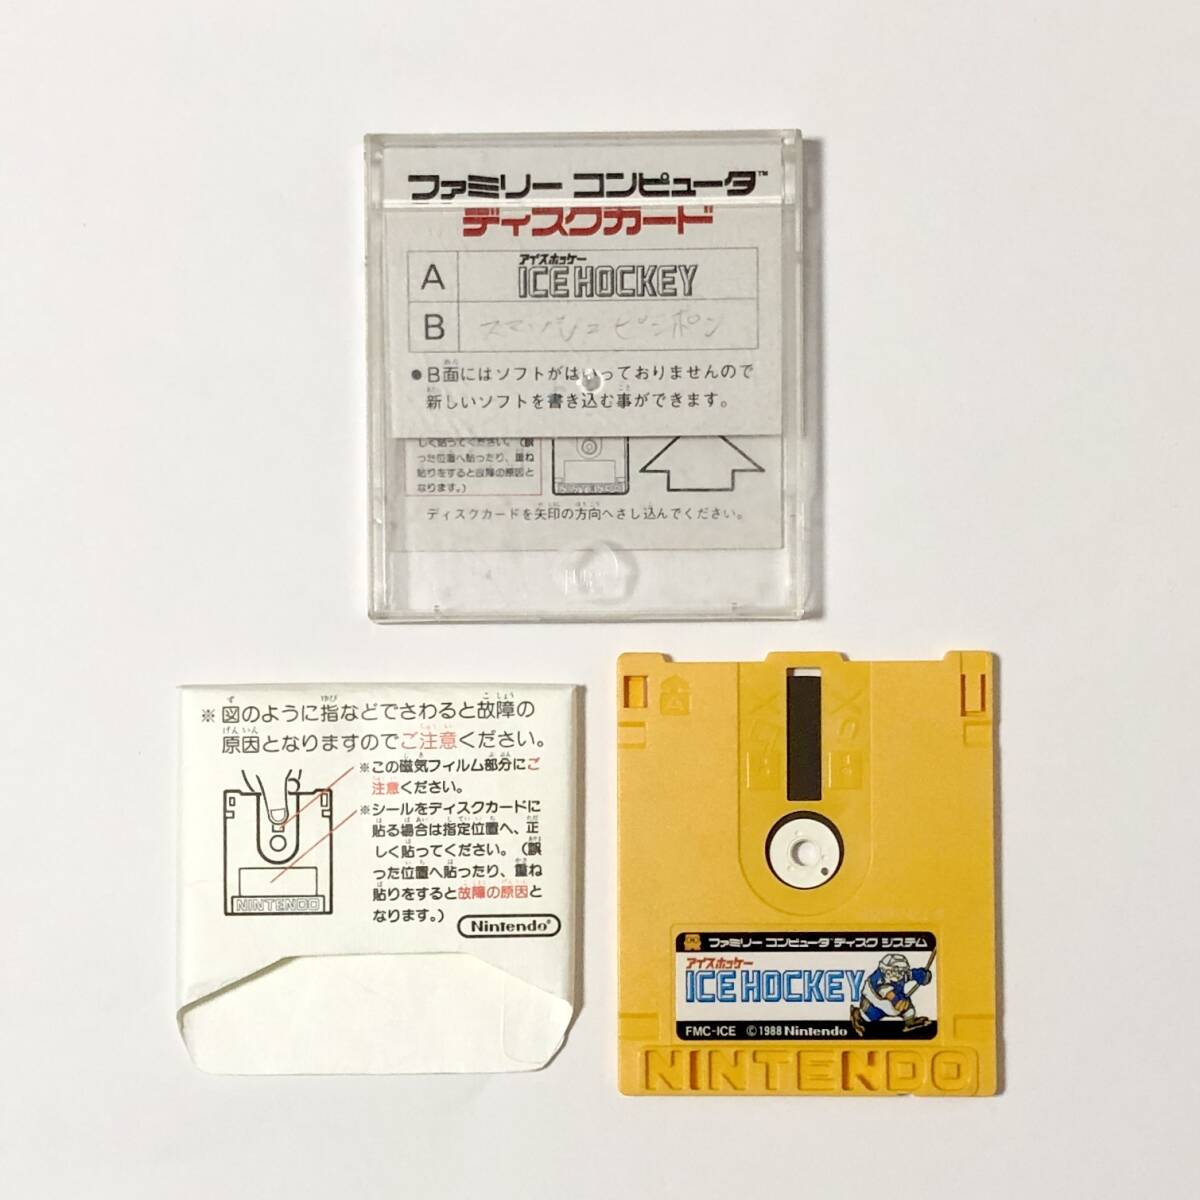 ファミリー コンピュータ™
ディスクカード
A アイスホッケー
ICE HOCKEY
B スマッシュピンポン
●B面にはソフトがはいっておりませんので
新しいソフトを書き込む事ができます。
しく貼ってください。(誤
った位置へ貼ったり、重ね
貼りをすると故障の原因と
なります。)
ディスクカードを矢印の方向へさし込んでください。
※図のように指などでさわると故障の
原因となりますのでご注意ください。
※この磁気フィルム部分にご
注意ください。
※シールをディスクカードに
貼る場合は指定位置へ、正
しく貼ってください。(誤
った位置へ貼ったり、重ね
貼りをすると故障の原因と
なります。)
NINTENDO
Nintendo®
A
ファミリー コンピュータ ディスク システム
アイスホッケー
ICE HOCKEY
FMC-ICE ©1988 Nintendo
NINTENDO